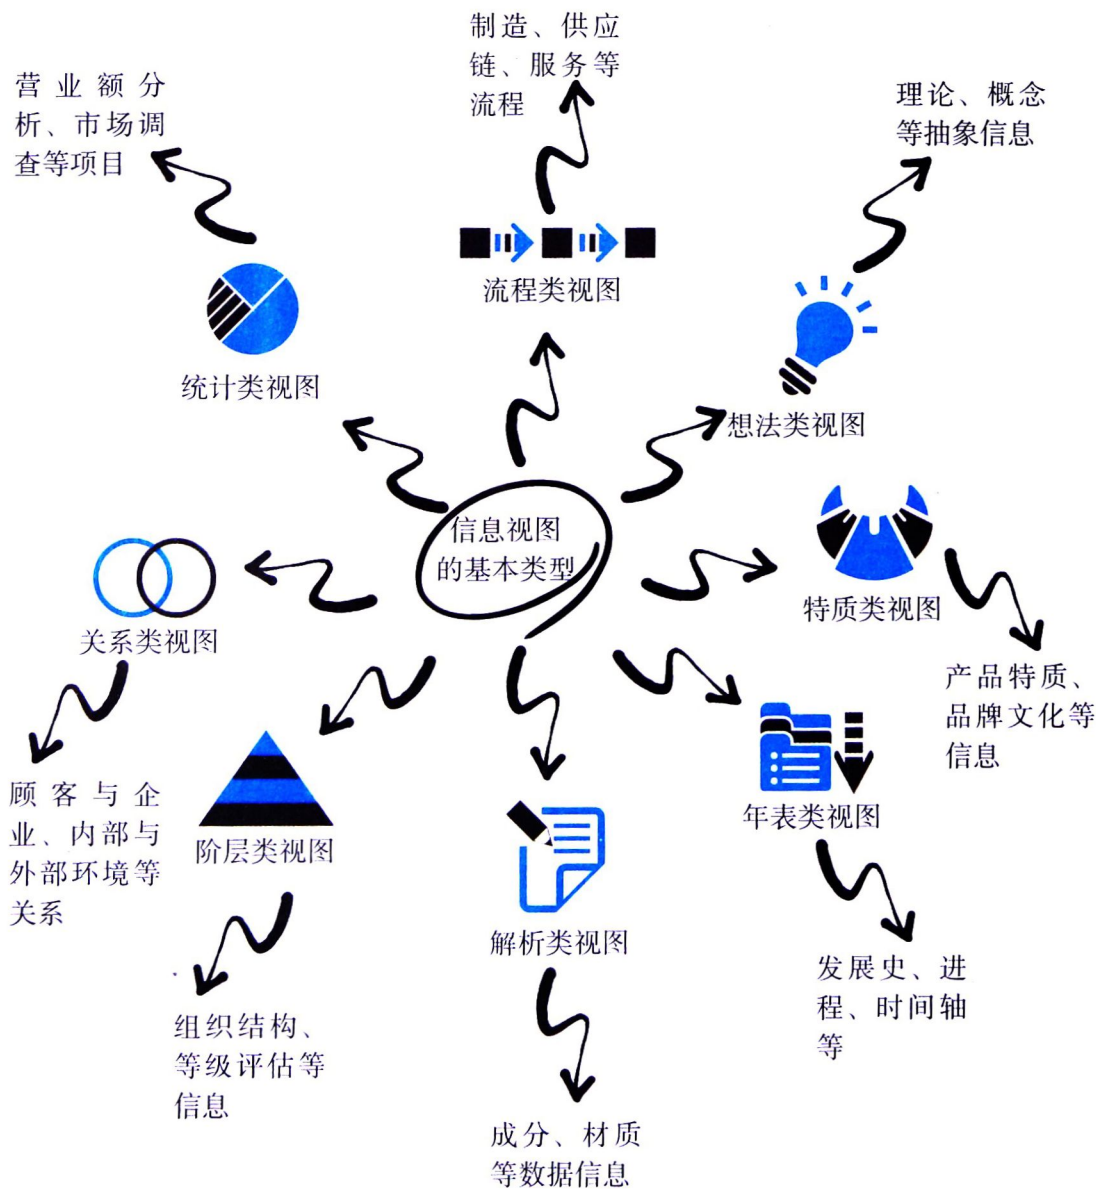 制造、供应
链、服务等
流程
营业额分
析、市场调
查等项目
理论、概念
等抽象信息
流程类视图
统计类视图
想法类视图
信息视图
的基本类型
特质类视图
关系类视图
产品特质、
品牌文化等
信息
顾客与企
业、内部与
外部环境等
关系
阶层类视图
年表类视图
解析类视图
发展史、进
程、时间轴
等
组织结构、
等级评估等
信息
成分、材质
等数据信息